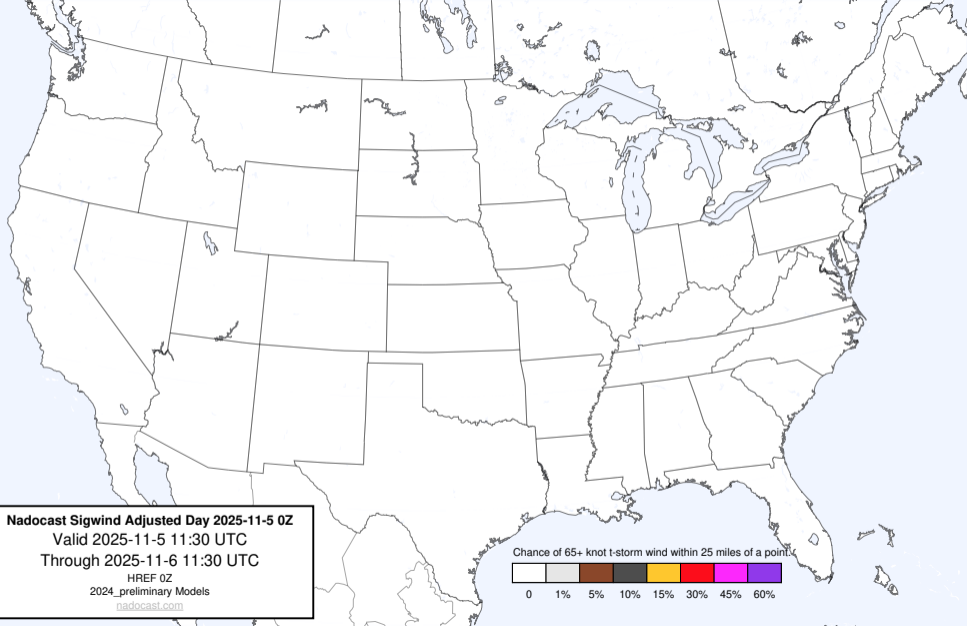 Nadocast Sigwind Adjusted Day 2025-11-5 0Z
Valid 2025-11-5 11:30 UTC
Through 2025-11-6 11:30 UTC
HREF 0Z
2024_preliminary Models
nadocast.com
Chance of 65+ knot t-storm wind within 25 miles of a point.
0 1% 5% 10% 15% 30% 45% 60%